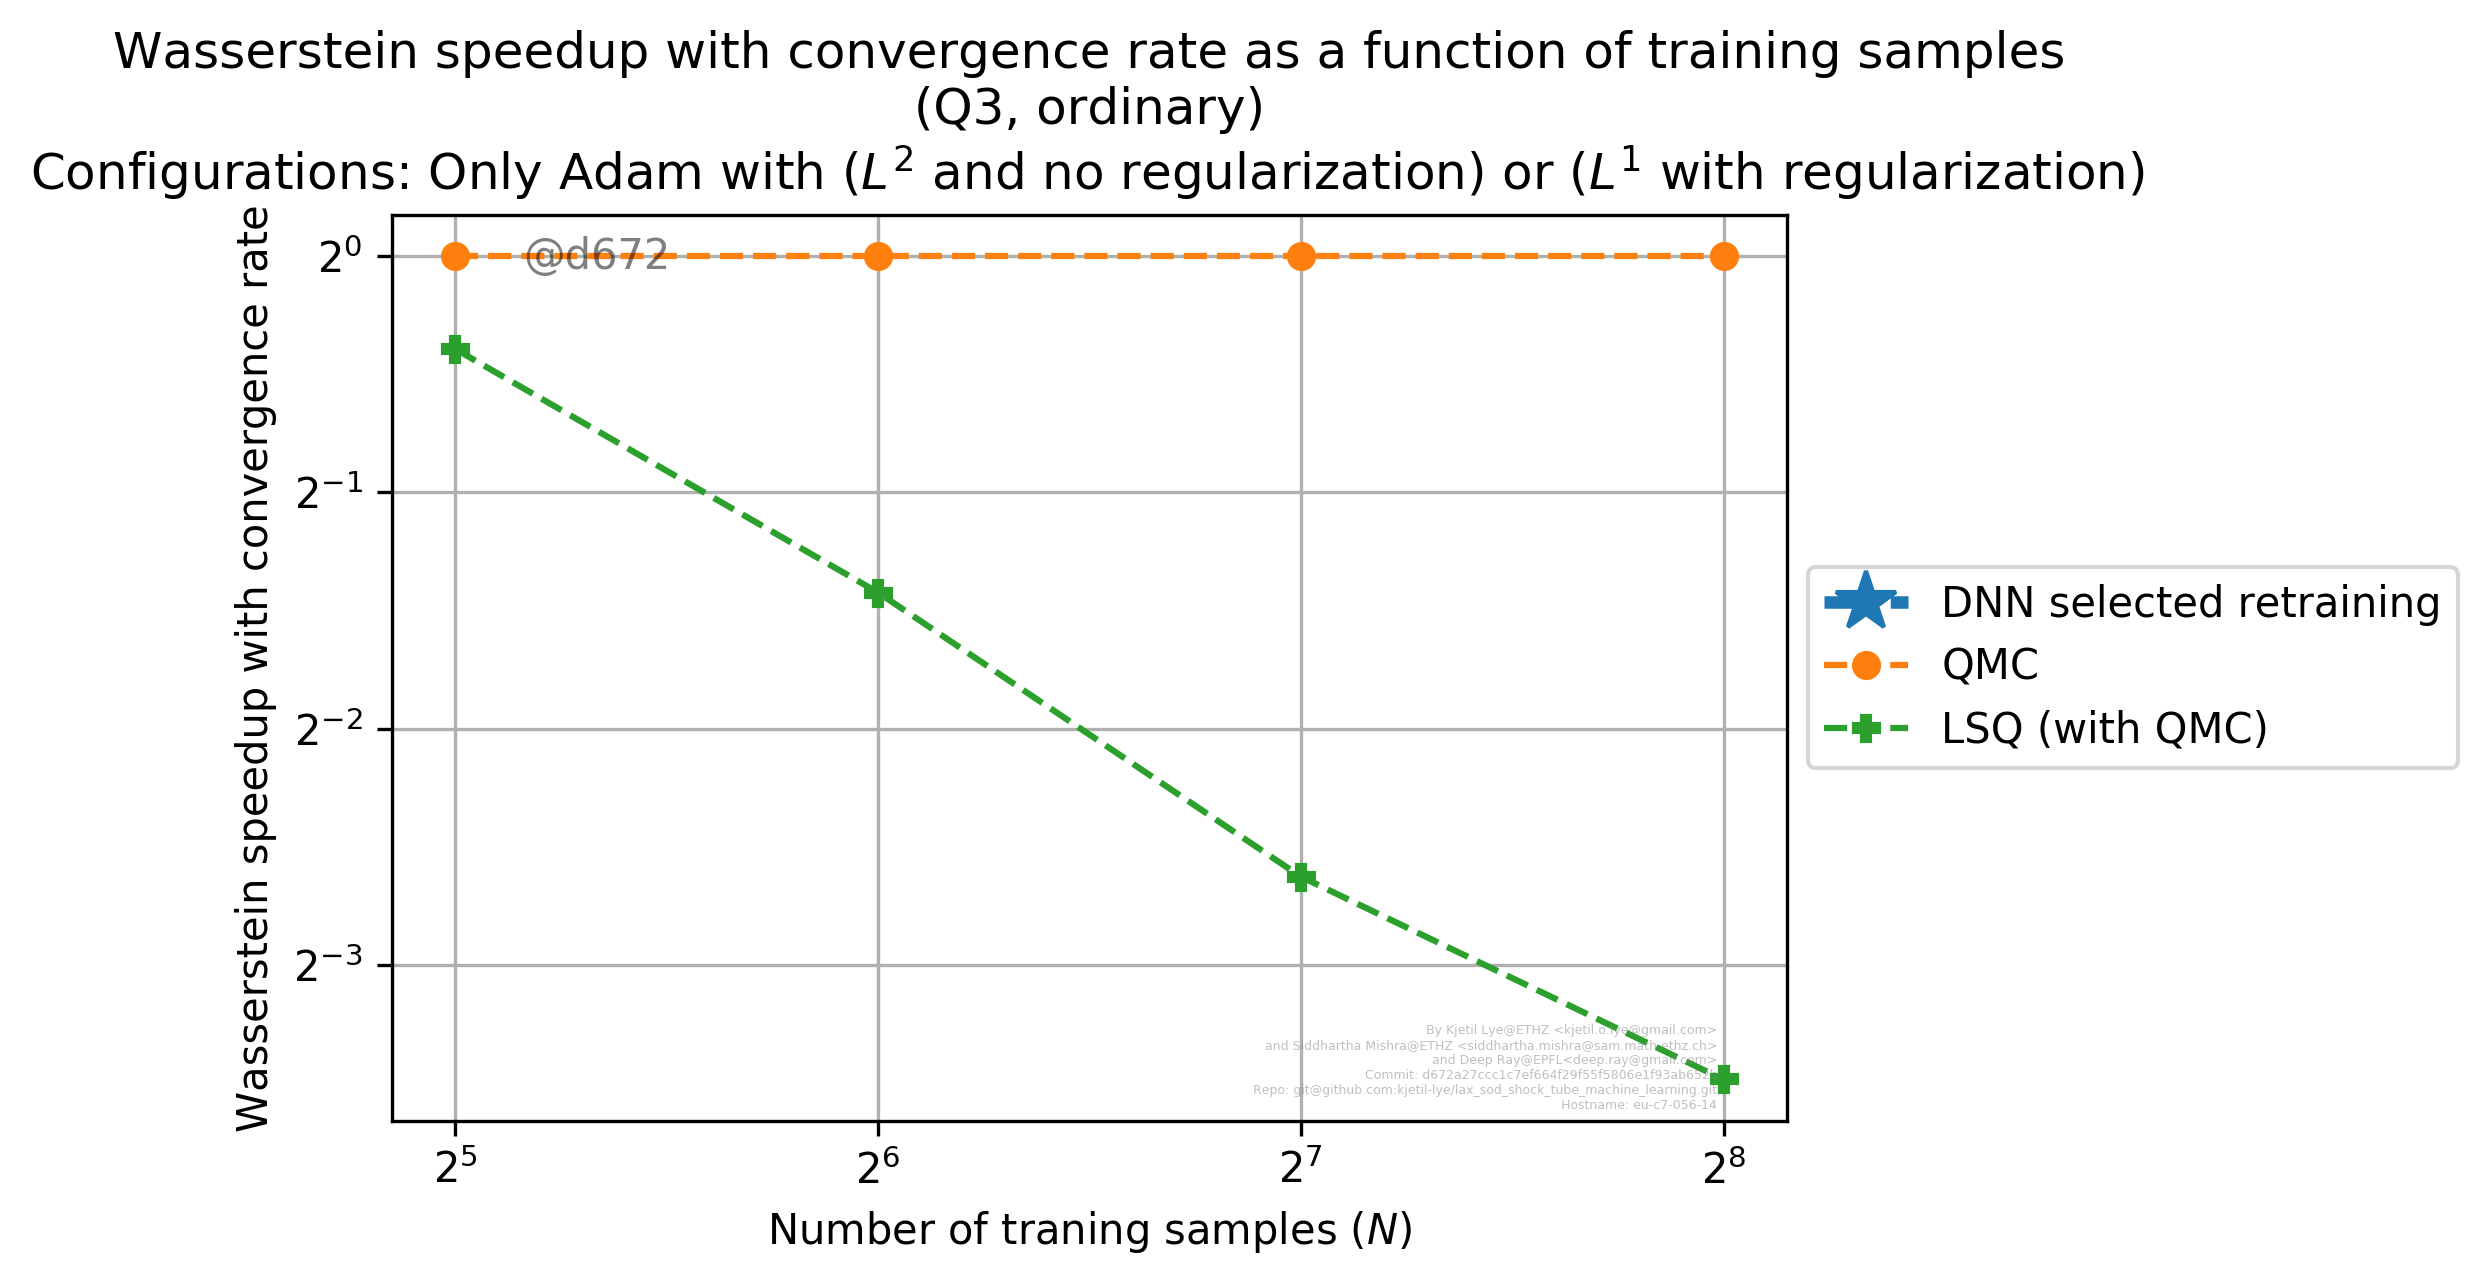 Wasserstein speedup with convergence rate as a function of training samples
(Q3, ordinary)
Configurations: Only Adam with (L² and no regularization) or (L¹ with regularization)
Wasserstein speedup with convergence rate
2⁰
2⁻¹
2⁻²
2⁻³
@d672
DNN selected retraining
QMC
LSQ (with QMC)
By Kjetil Lye@ETHZ <kjetil.o.lye@gmail.com>
and Siddhartha Mishra@ETHZ <siddhartha.mishra@sam.math.ethz.ch>
and Deep Ray@EPFL<deep.ray@gmail.com>
Commit:
Repo: git@github.com:kjetil-lye/lax_sod_shock_tube_machine_learning.git
Hostname: eu-c7-056-14
2⁵
2⁶
2⁷
2⁸
Number of traning samples (N)